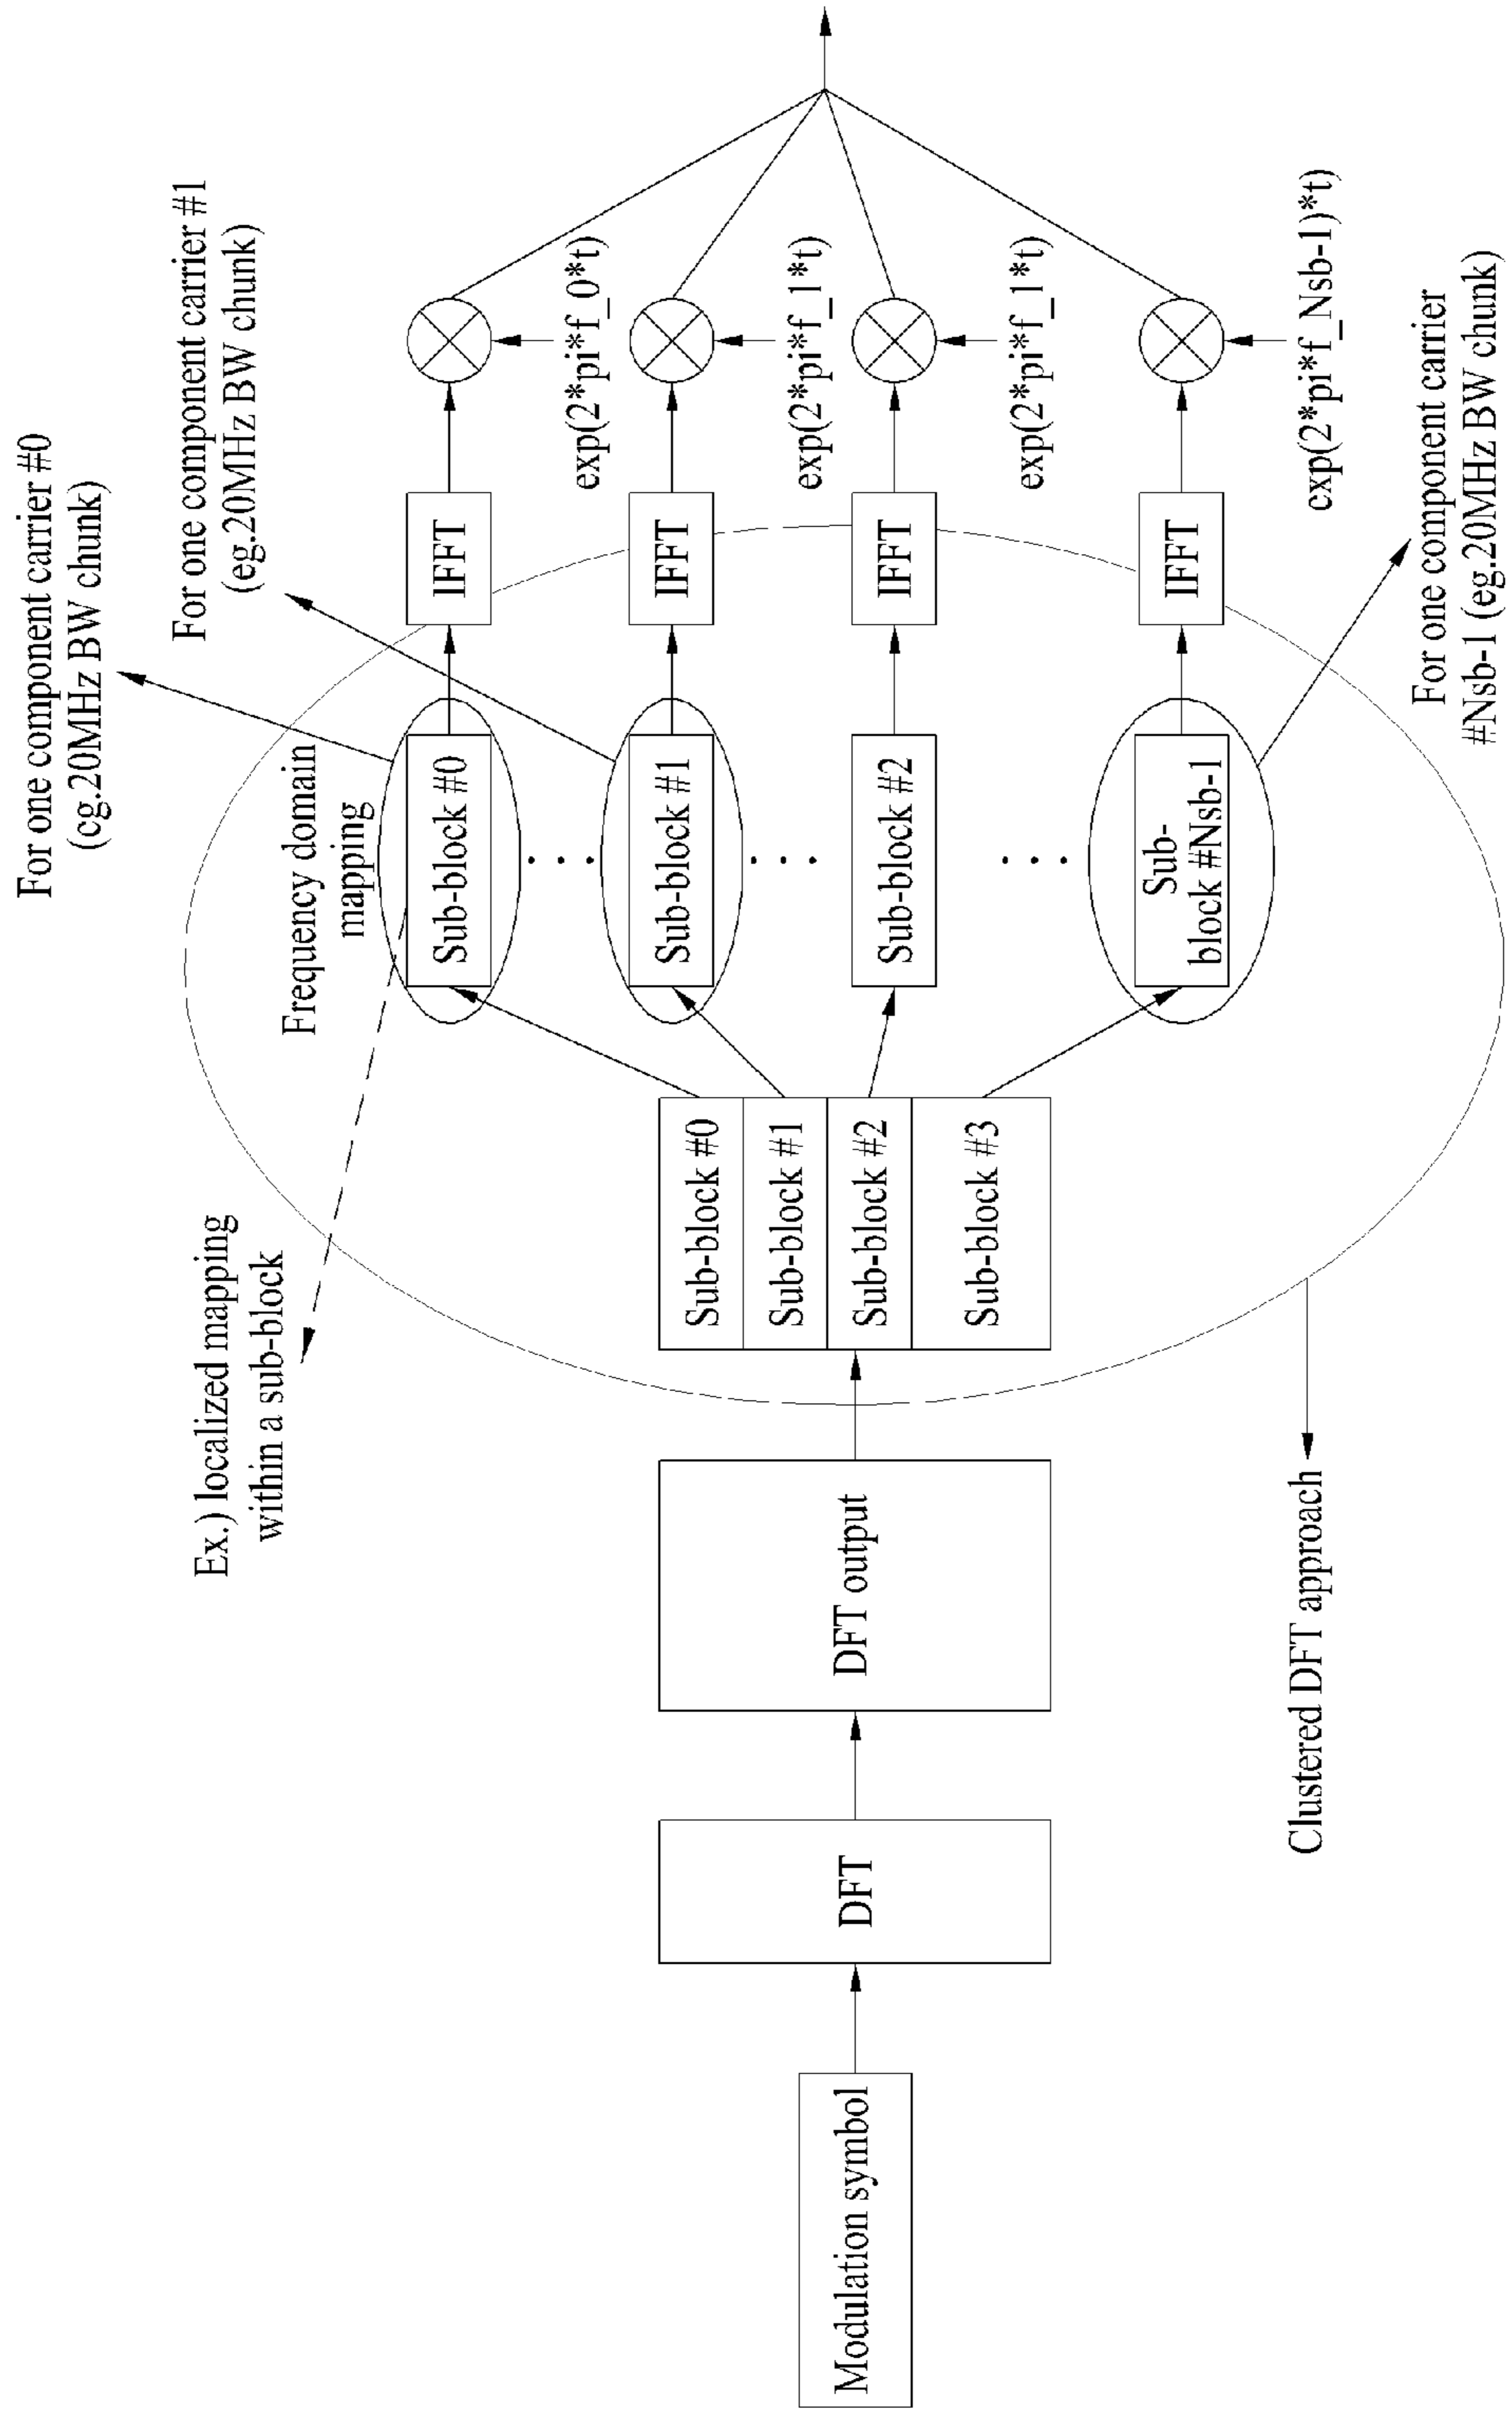 Modulation symbol
DFT
DFT output
Sub-block #0
Sub-block #1
Sub-block #2
Sub-block #3
Ex.) localized mapping
within a sub-block
Frequency domain
mapping
Sub-block #0
Sub-block #1
Sub-block #2
Sub-
block #Nsb-1
For one component carrier #0
(cg.20MHz BW chunk)
For one component carrier #1
(eg.20MHz BW chunk)
For one component carrier
#Nsb-1 (eg.20MHz BW chunk)
IFFT
IFFT
IFFT
IFFT
exp(2*pi*f_0*t)
exp(2*pi*f_1*t)
exp(2*pi*f_1*t)
exp(2*pi*f_Nsb-1)*t)
Clustered DFT approach